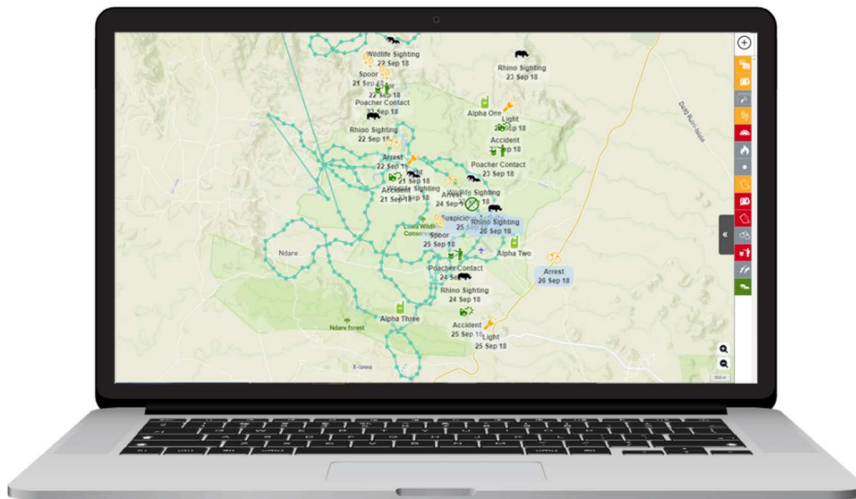 Wildlife Sighting
22 Sep 18
Spoor
21 Sep 18
22 Sep 18
Poacher Contact
22 Sep 18
Rhino Sighting
22 Sep 18
Rhino Sighting
23 Sep 18
Alpha One
Light
Accident
Poacher Contact
23 Sep 18
Arrest
22 Sep 18
21 Sep 18
Accident
21 Sep 18
Wildlife Sighting
Arrest
24 Sep 18
Wildlife Sighting
Rhino Sighting
26 Sep 18
Spoor
25 Sep 18
Ndare
Alpha Two
Poacher Contact
24 Sep 18
Arrest
26 Sep 18
Rhino Sighting
24 Sep 18
Alpha Three
Ndare forest
Accident
25 Sep 18
Light
25 Sep 18